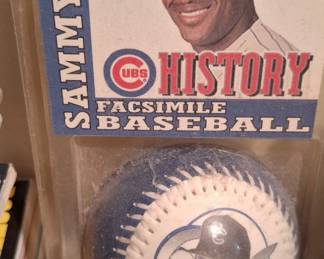 SAMMY
CUBS
HISTORY
FACSIMILE
BASEBALL